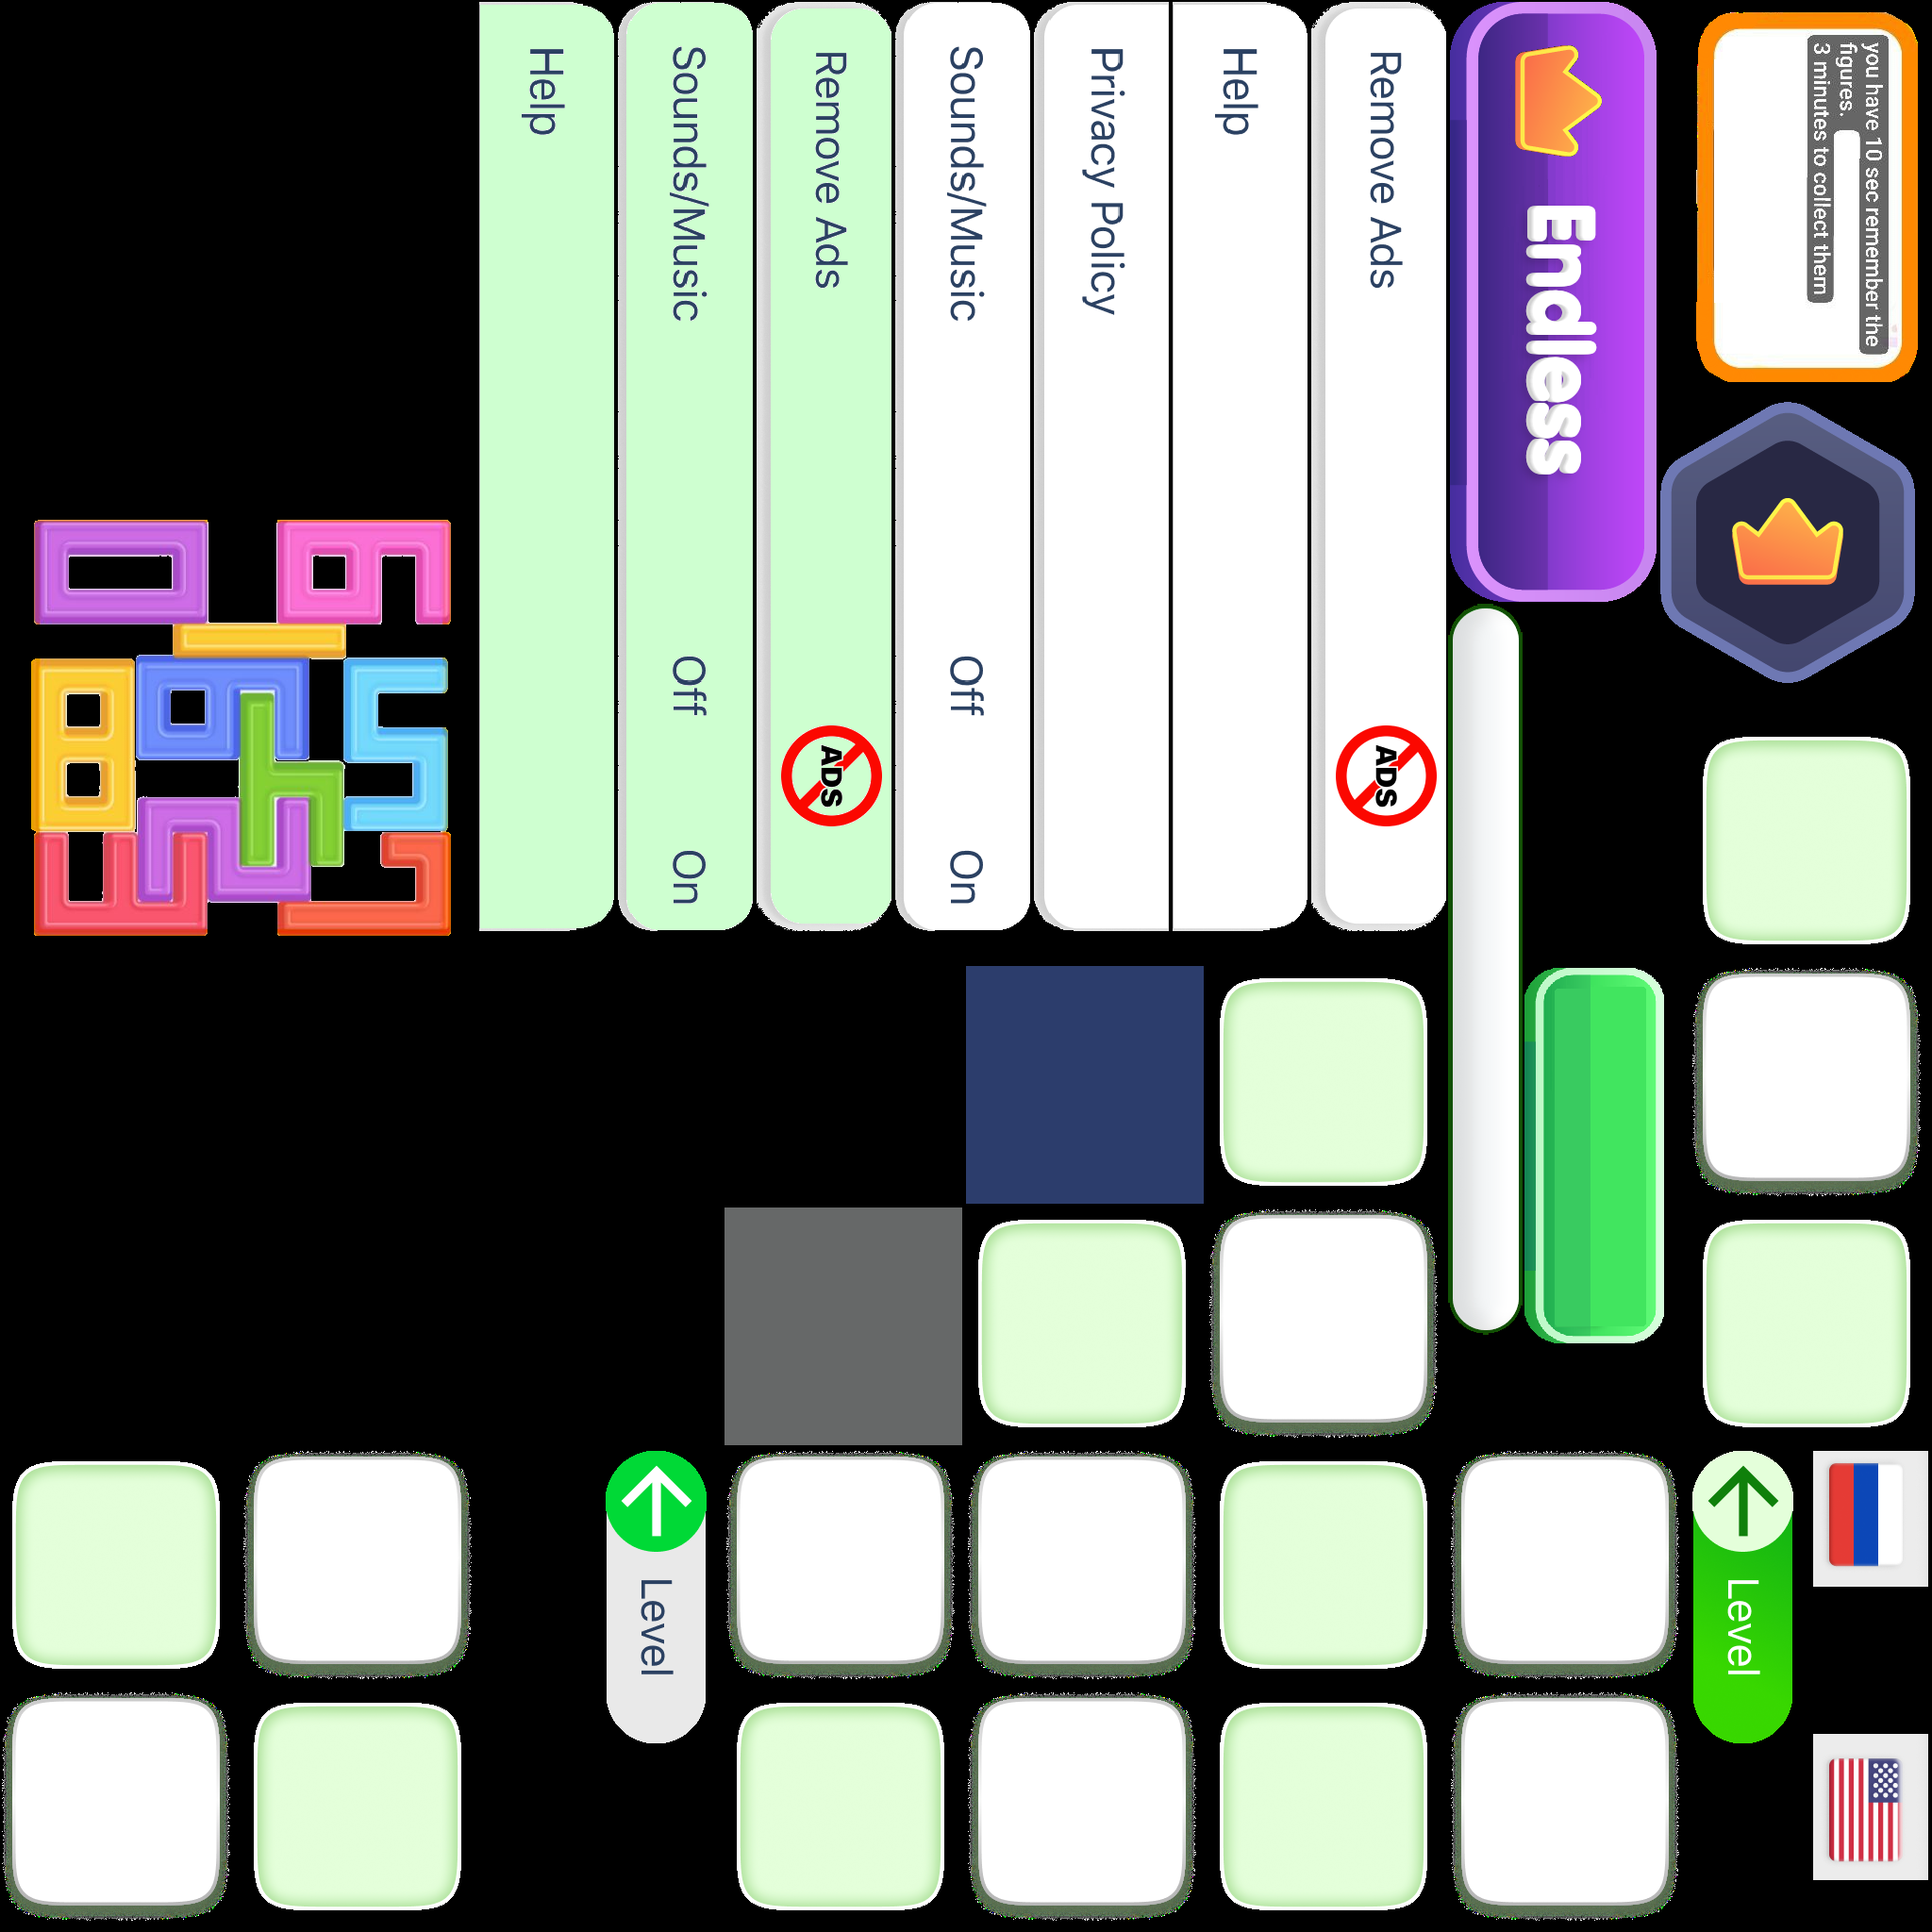 you have 10 sec remember the
figures.
3 minutes to collect them
Level
Endless
Remove Ads ADS
Help
Privacy Policy
Sounds/Music Off On
Remove Ads ADS
Sounds/Music Off On
Level
Help